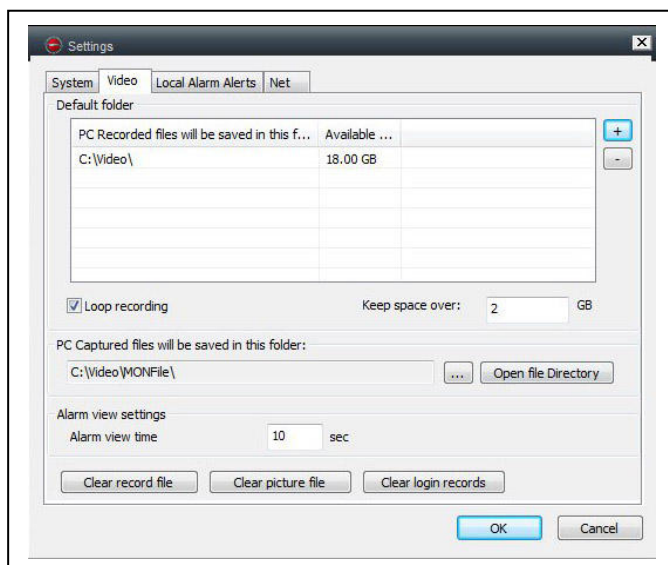 Settings
System Video Local Alarm Alerts Net
Default folder
PC Recorded files will be saved in this f... Available ...
+
C:\Video\ 18.00 GB
-
Loop recording Keep space over: 2 GB
PC Captured files will be saved in this folder:
C:\Video\MONFile\ ... Open file Directory
Alarm view settings
Alarm view time 10 sec
Clear record file Clear picture file Clear login records
OK Cancel